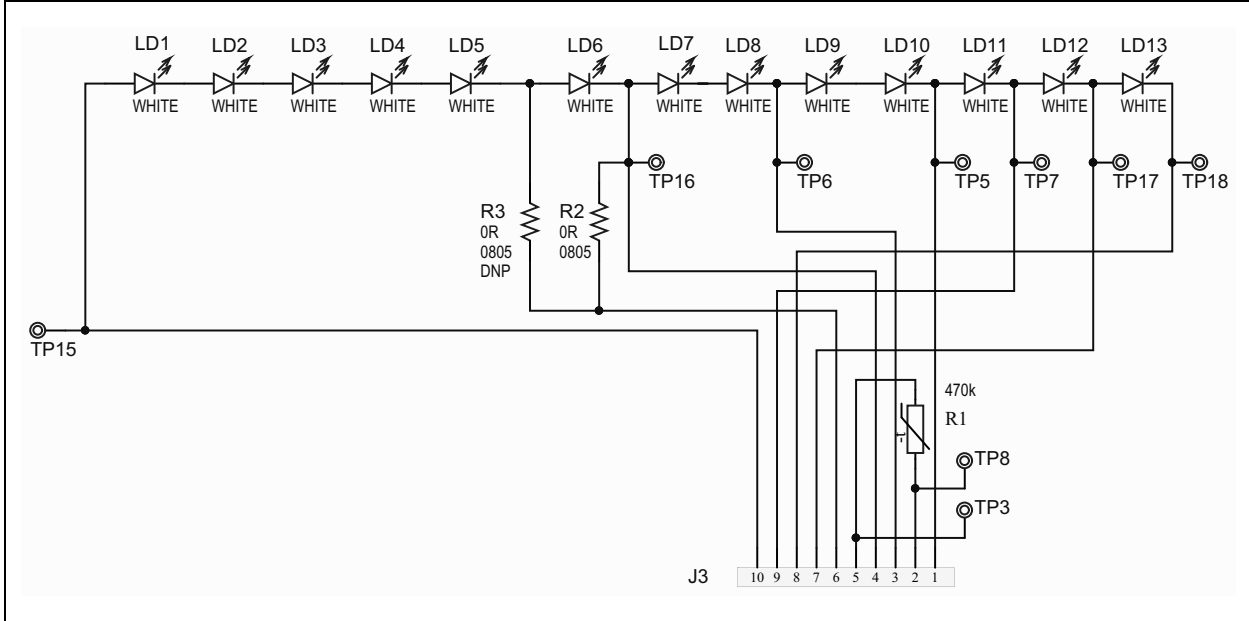 LD1 LD2 LD3 LD4 LD5 LD6 LD7 LD8 LD9 LD10 LD11 LD12 LD13
WHITE WHITE WHITE WHITE WHITE WHITE WHITE WHITE WHITE WHITE WHITE WHITE WHITE
TP16 TP6 TP5 TP7 TP17 TP18
R3 R2
0R 0R
0805 0805
DNP
TP15
470k
R1
TP8
TP3
J3 10 9 8 7 6 5 4 3 2 1